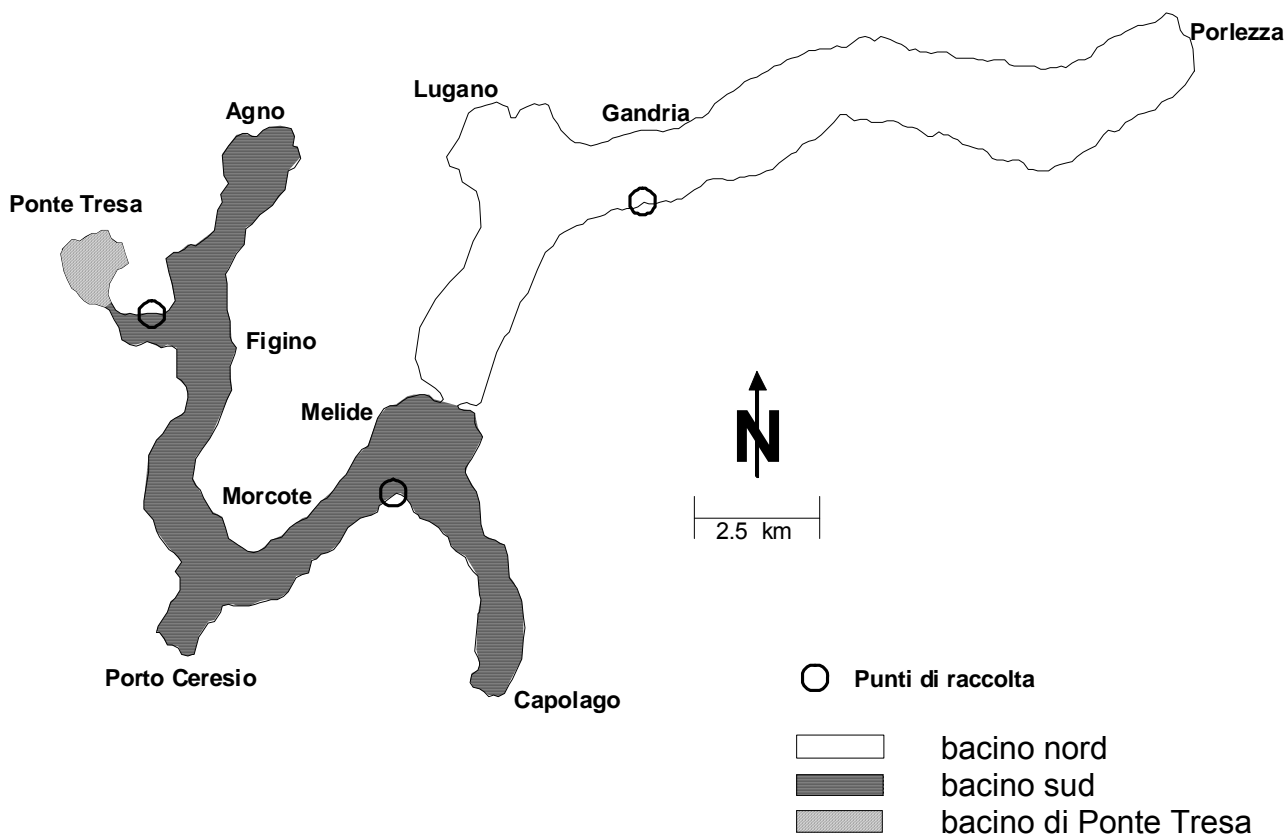 Porlezza
Lugano
Gandria
Agno
Ponte Tresa
Figino
Melide
N
Morcote
2.5 km
Porto Ceresio
Capolago
Punti di raccolta
bacino nord
bacino sud
bacino di Ponte Tresa